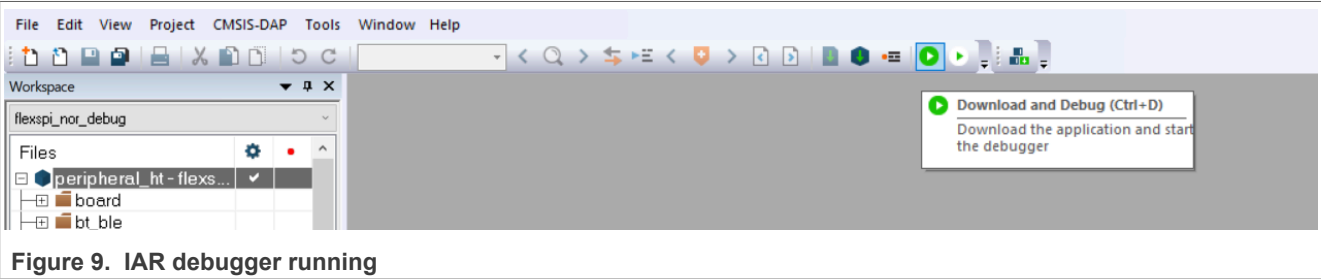 File Edit View Project CMSIS-DAP Tools Window Help
Workspace
flexspi_nor_debug
Files
peripheral_ht - flexs...
board
bt_ble
Download and Debug (Ctrl+D)
Download the application and start
the debugger
Figure 9. IAR debugger running